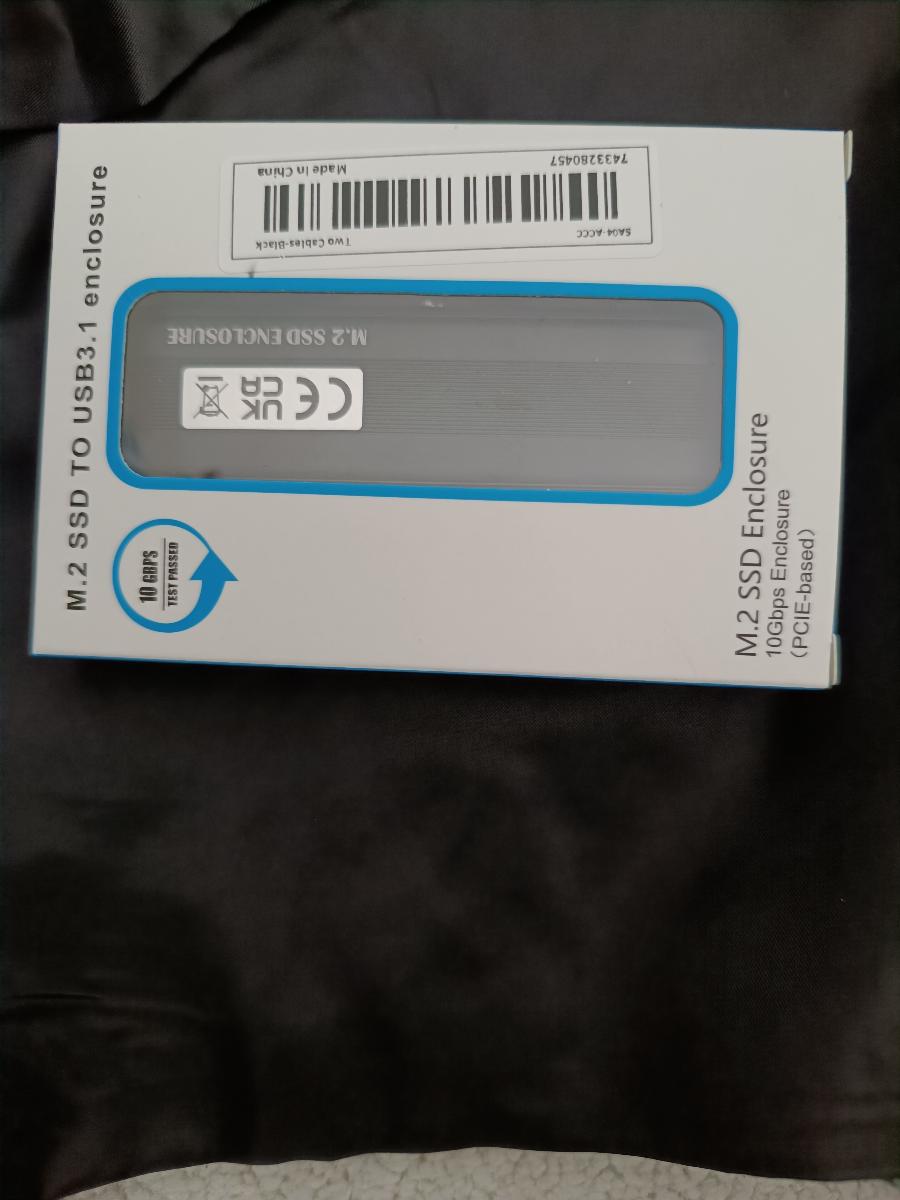 M.2 SSD TO USB3.1 enclosure
10 GBPS
TEST PASSED
SA04-ACCC
Two Cables-Black
7433280457
Made In China
M.2 SSD ENCLOSURE
CE
UK
CA
M.2 SSD Enclosure
10Gbps Enclosure
(PCIE-based)